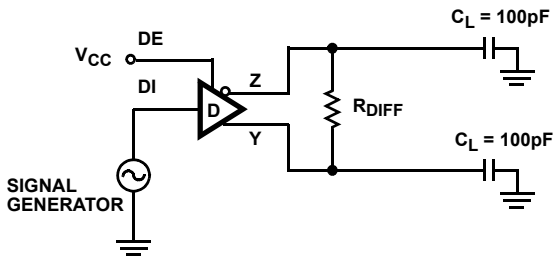 C_L = 100pF
DE
V_CC
DI
Z
D
R_DIFF
Y
C_L = 100pF
SIGNAL
GENERATOR